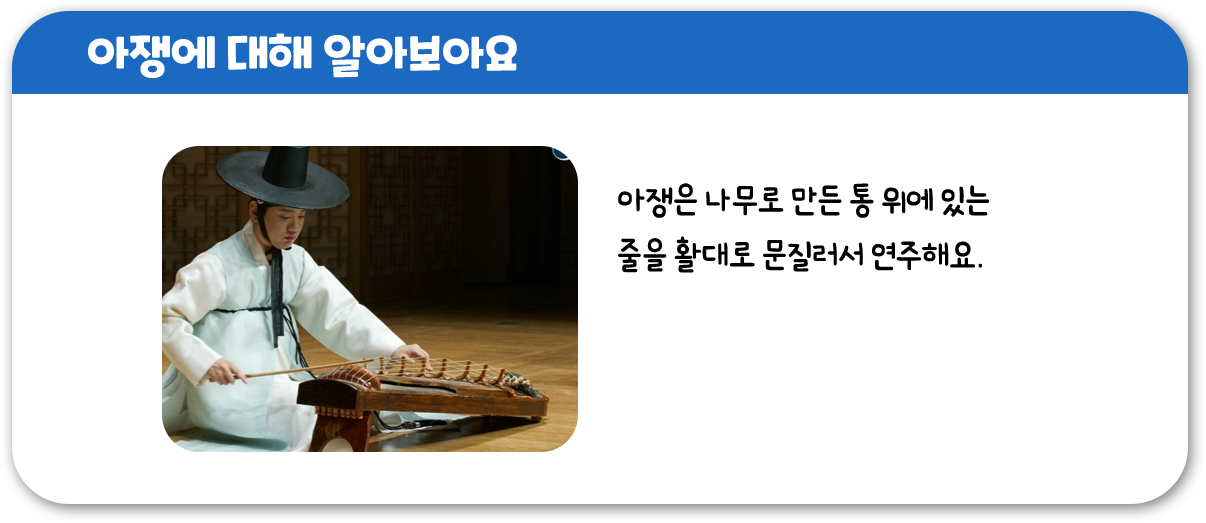 아쟁에 대해 알아보아요
아쟁은 나무로 만든 통 위에 있는
줄을 활대로 문질러서 연주해요.